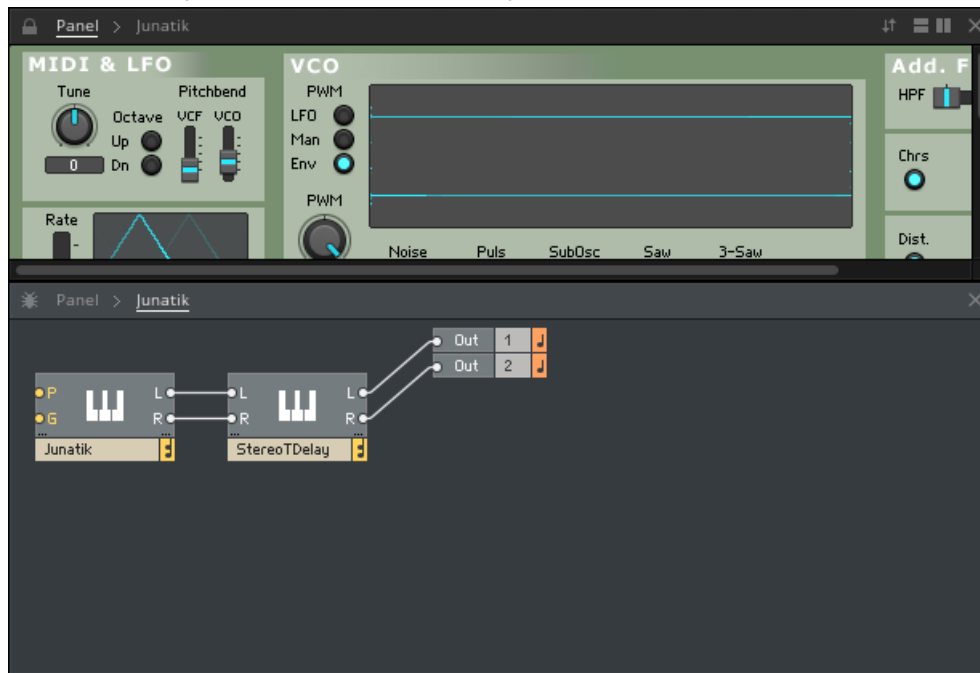 Panel > Junatik
MIDI & LFO
Tune
Pitchbend
Octave
VCF VCO
Up
Dn
0
Rate
VCO
PWM
LFO
Man
Env
PWM
Noise Puls SubOsc Saw 3-Saw
Add. F
HPF
Chrs
Dist.
Panel > Junatik
P L
G R
Junatik
L L
R R
StereoTDelay
Out 1
Out 2